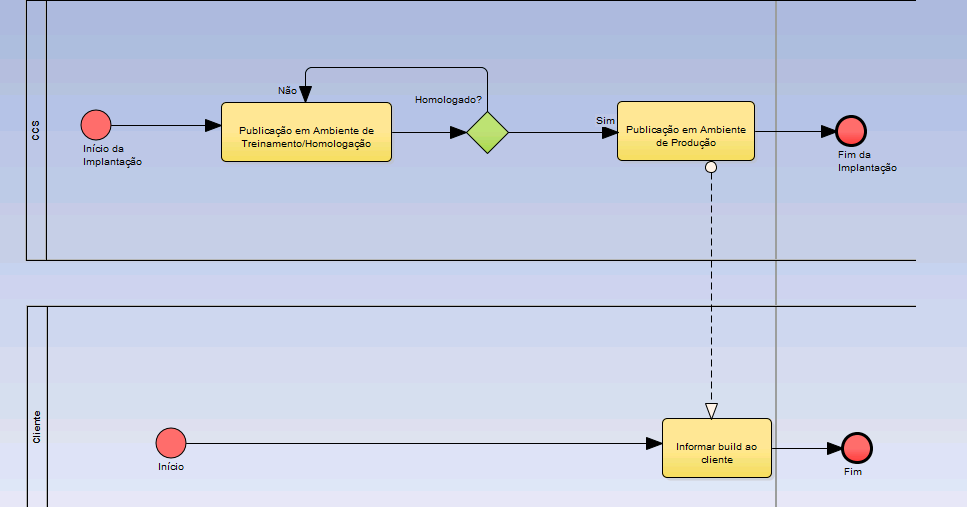 CCS
Início da
Implantação
Não
Publicação em Ambiente de
Treinamento/Homologação
Homologado?
Sim
Publicação em Ambiente
de Produção
Fim da
Implantação
Cliente
Início
Informar build ao
cliente
Fim